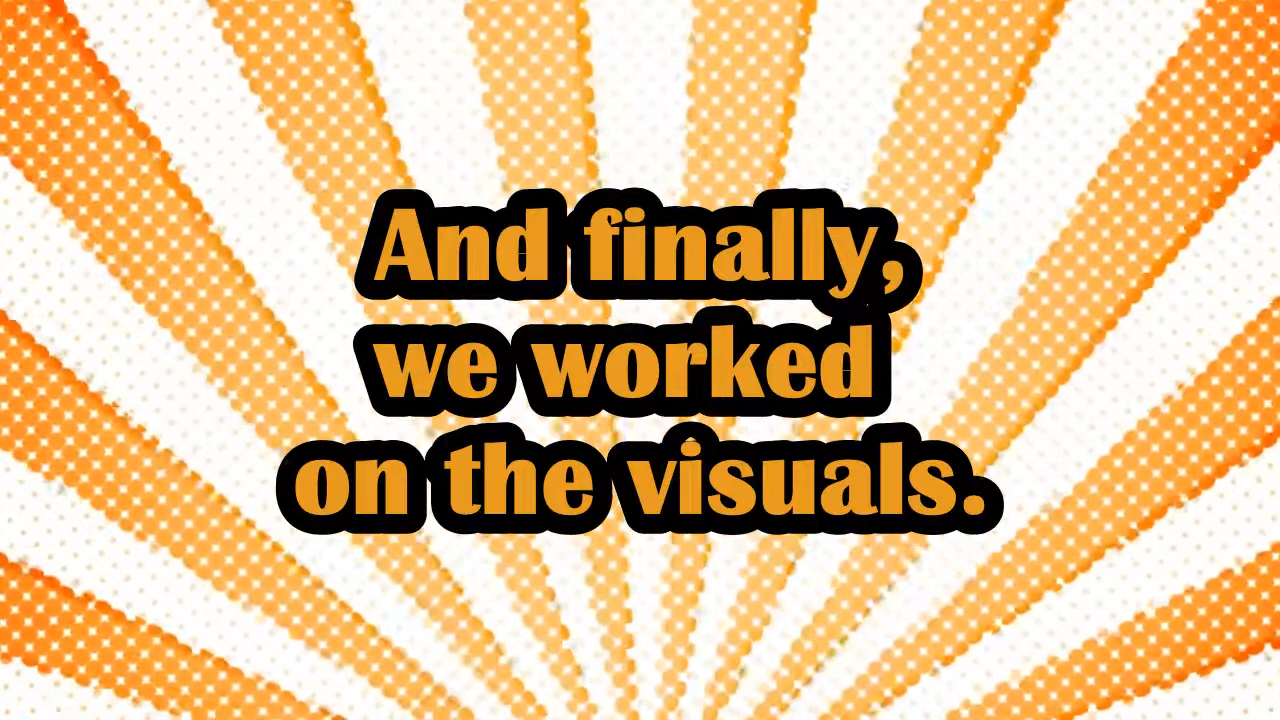 And finally,
we worked
on the visuals.